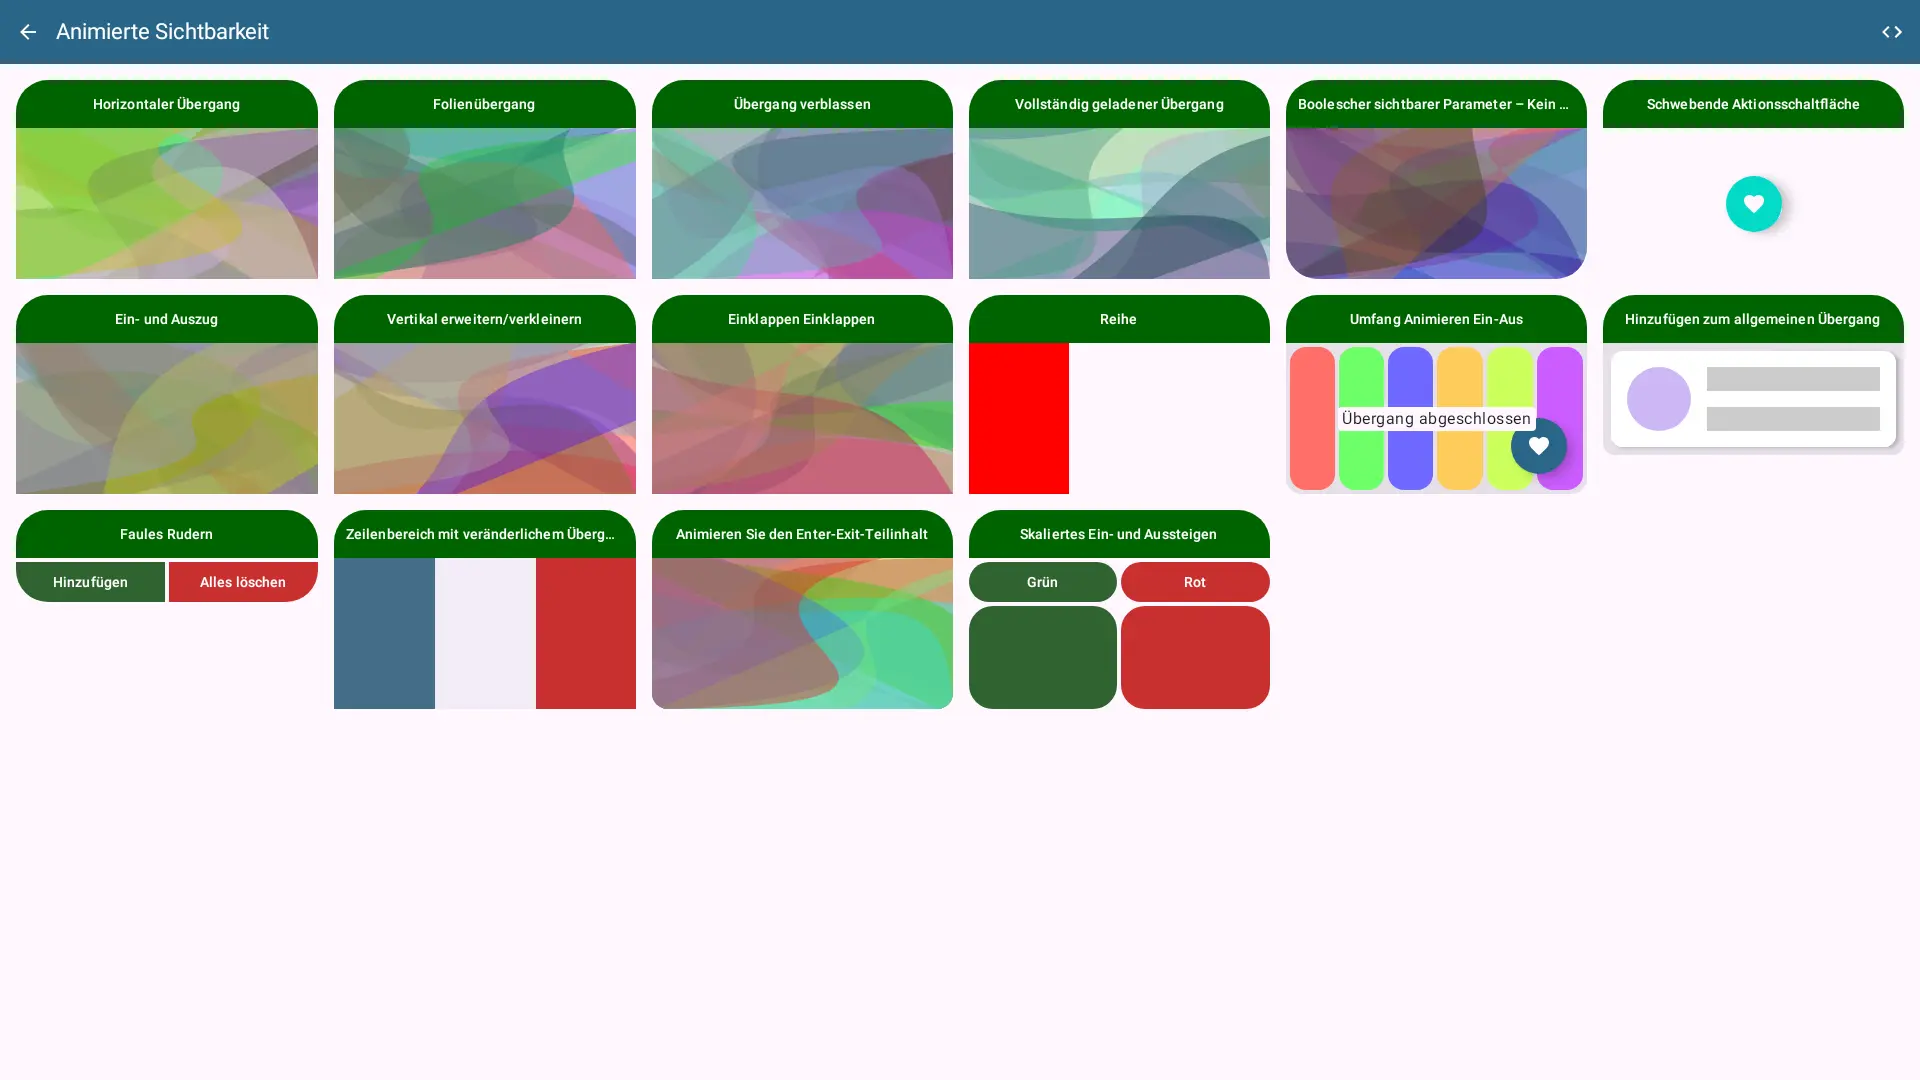 Animierte Sichtbarkeit
Horizontaler Übergang
Folienübergang
Übergang verblassen
Vollständig geladener Übergang
Boolescher sichtbarer Parameter – Kein ...
Schwebende Aktionsschaltfläche
Ein- und Auszug
Vertikal erweitern/verkleinern
Einklappen Einklappen
Reihe
Umfang Animieren Ein-Aus
Übergang abgeschlossen
Hinzufügen zum allgemeinen Übergang
Faules Rudern
Hinzufügen
Alles löschen
Zeilenbereich mit veränderlichem Überg...
Animieren Sie den Enter-Exit-Teilinhalt
Skaliertes Ein- und Aussteigen
Grün
Rot